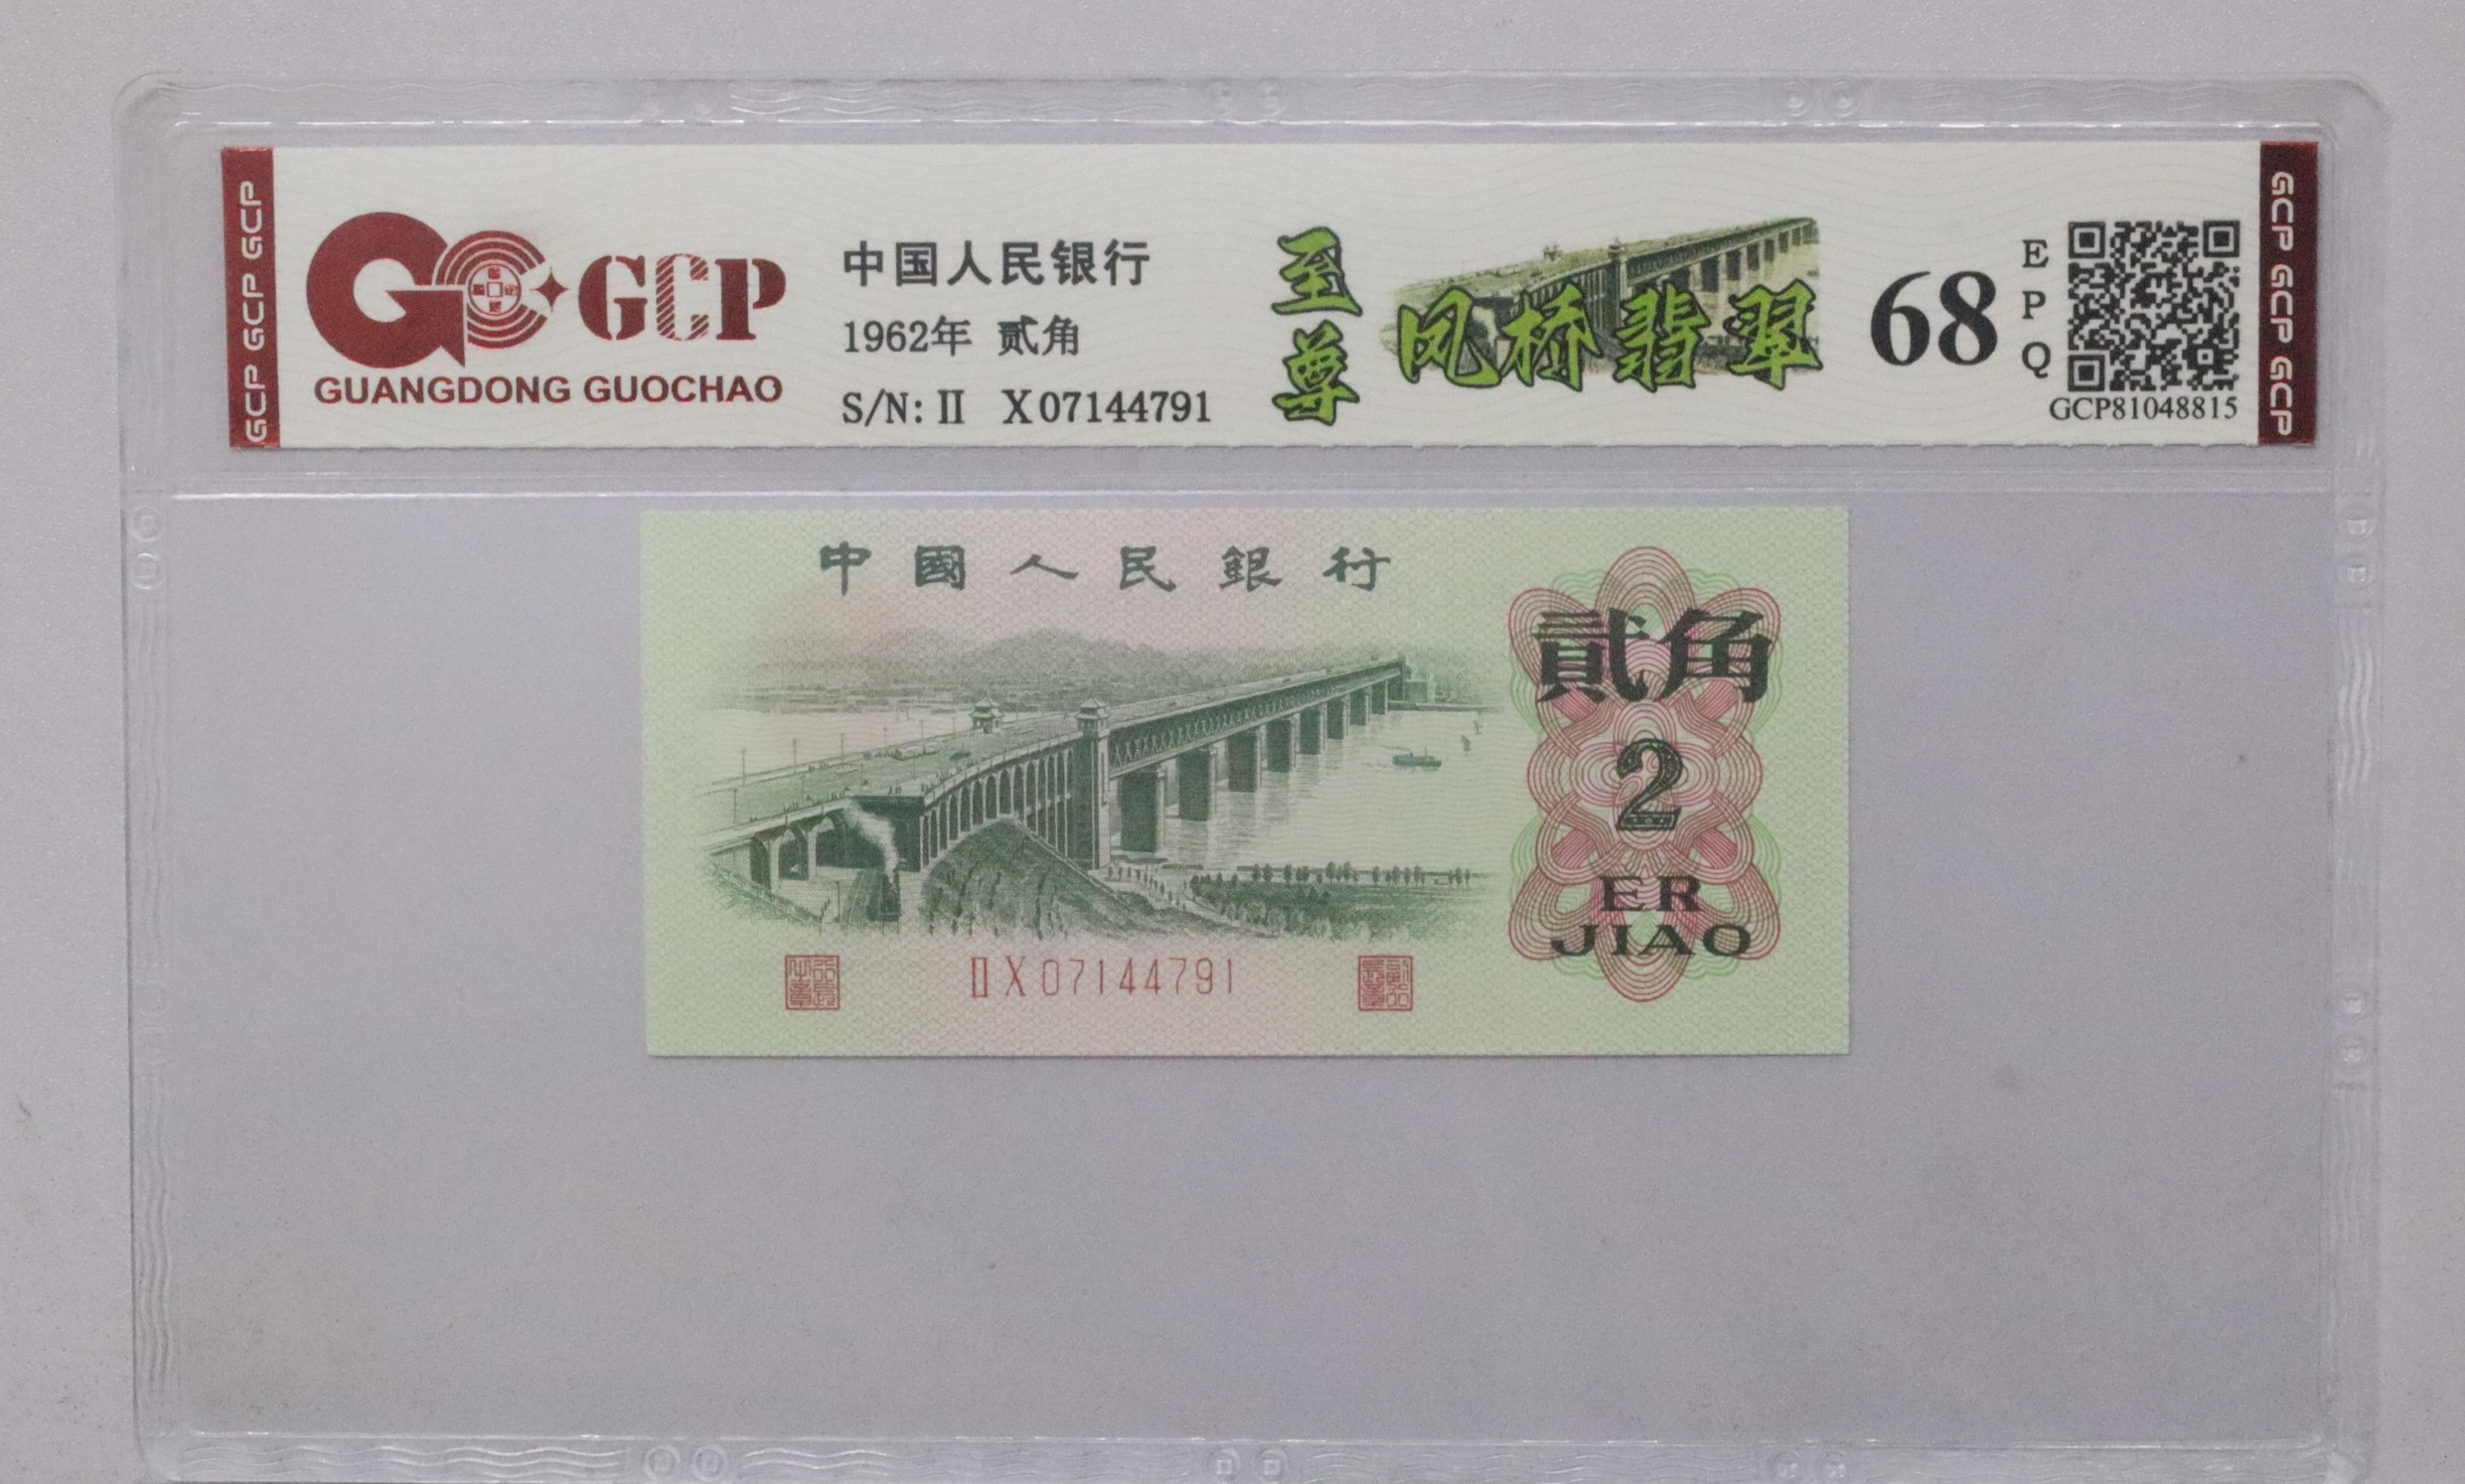 GCP GCP GCP
GCP
GUANGDONG GUOCHAO
中国人民银行
1962年 贰角
S/N: II X07144791
至尊
凤桥翡翠
68
EPQ
GCP81048815
GCP GCP GCP
中國人民銀行
貳角
2
ER
JIAO
II X07144791